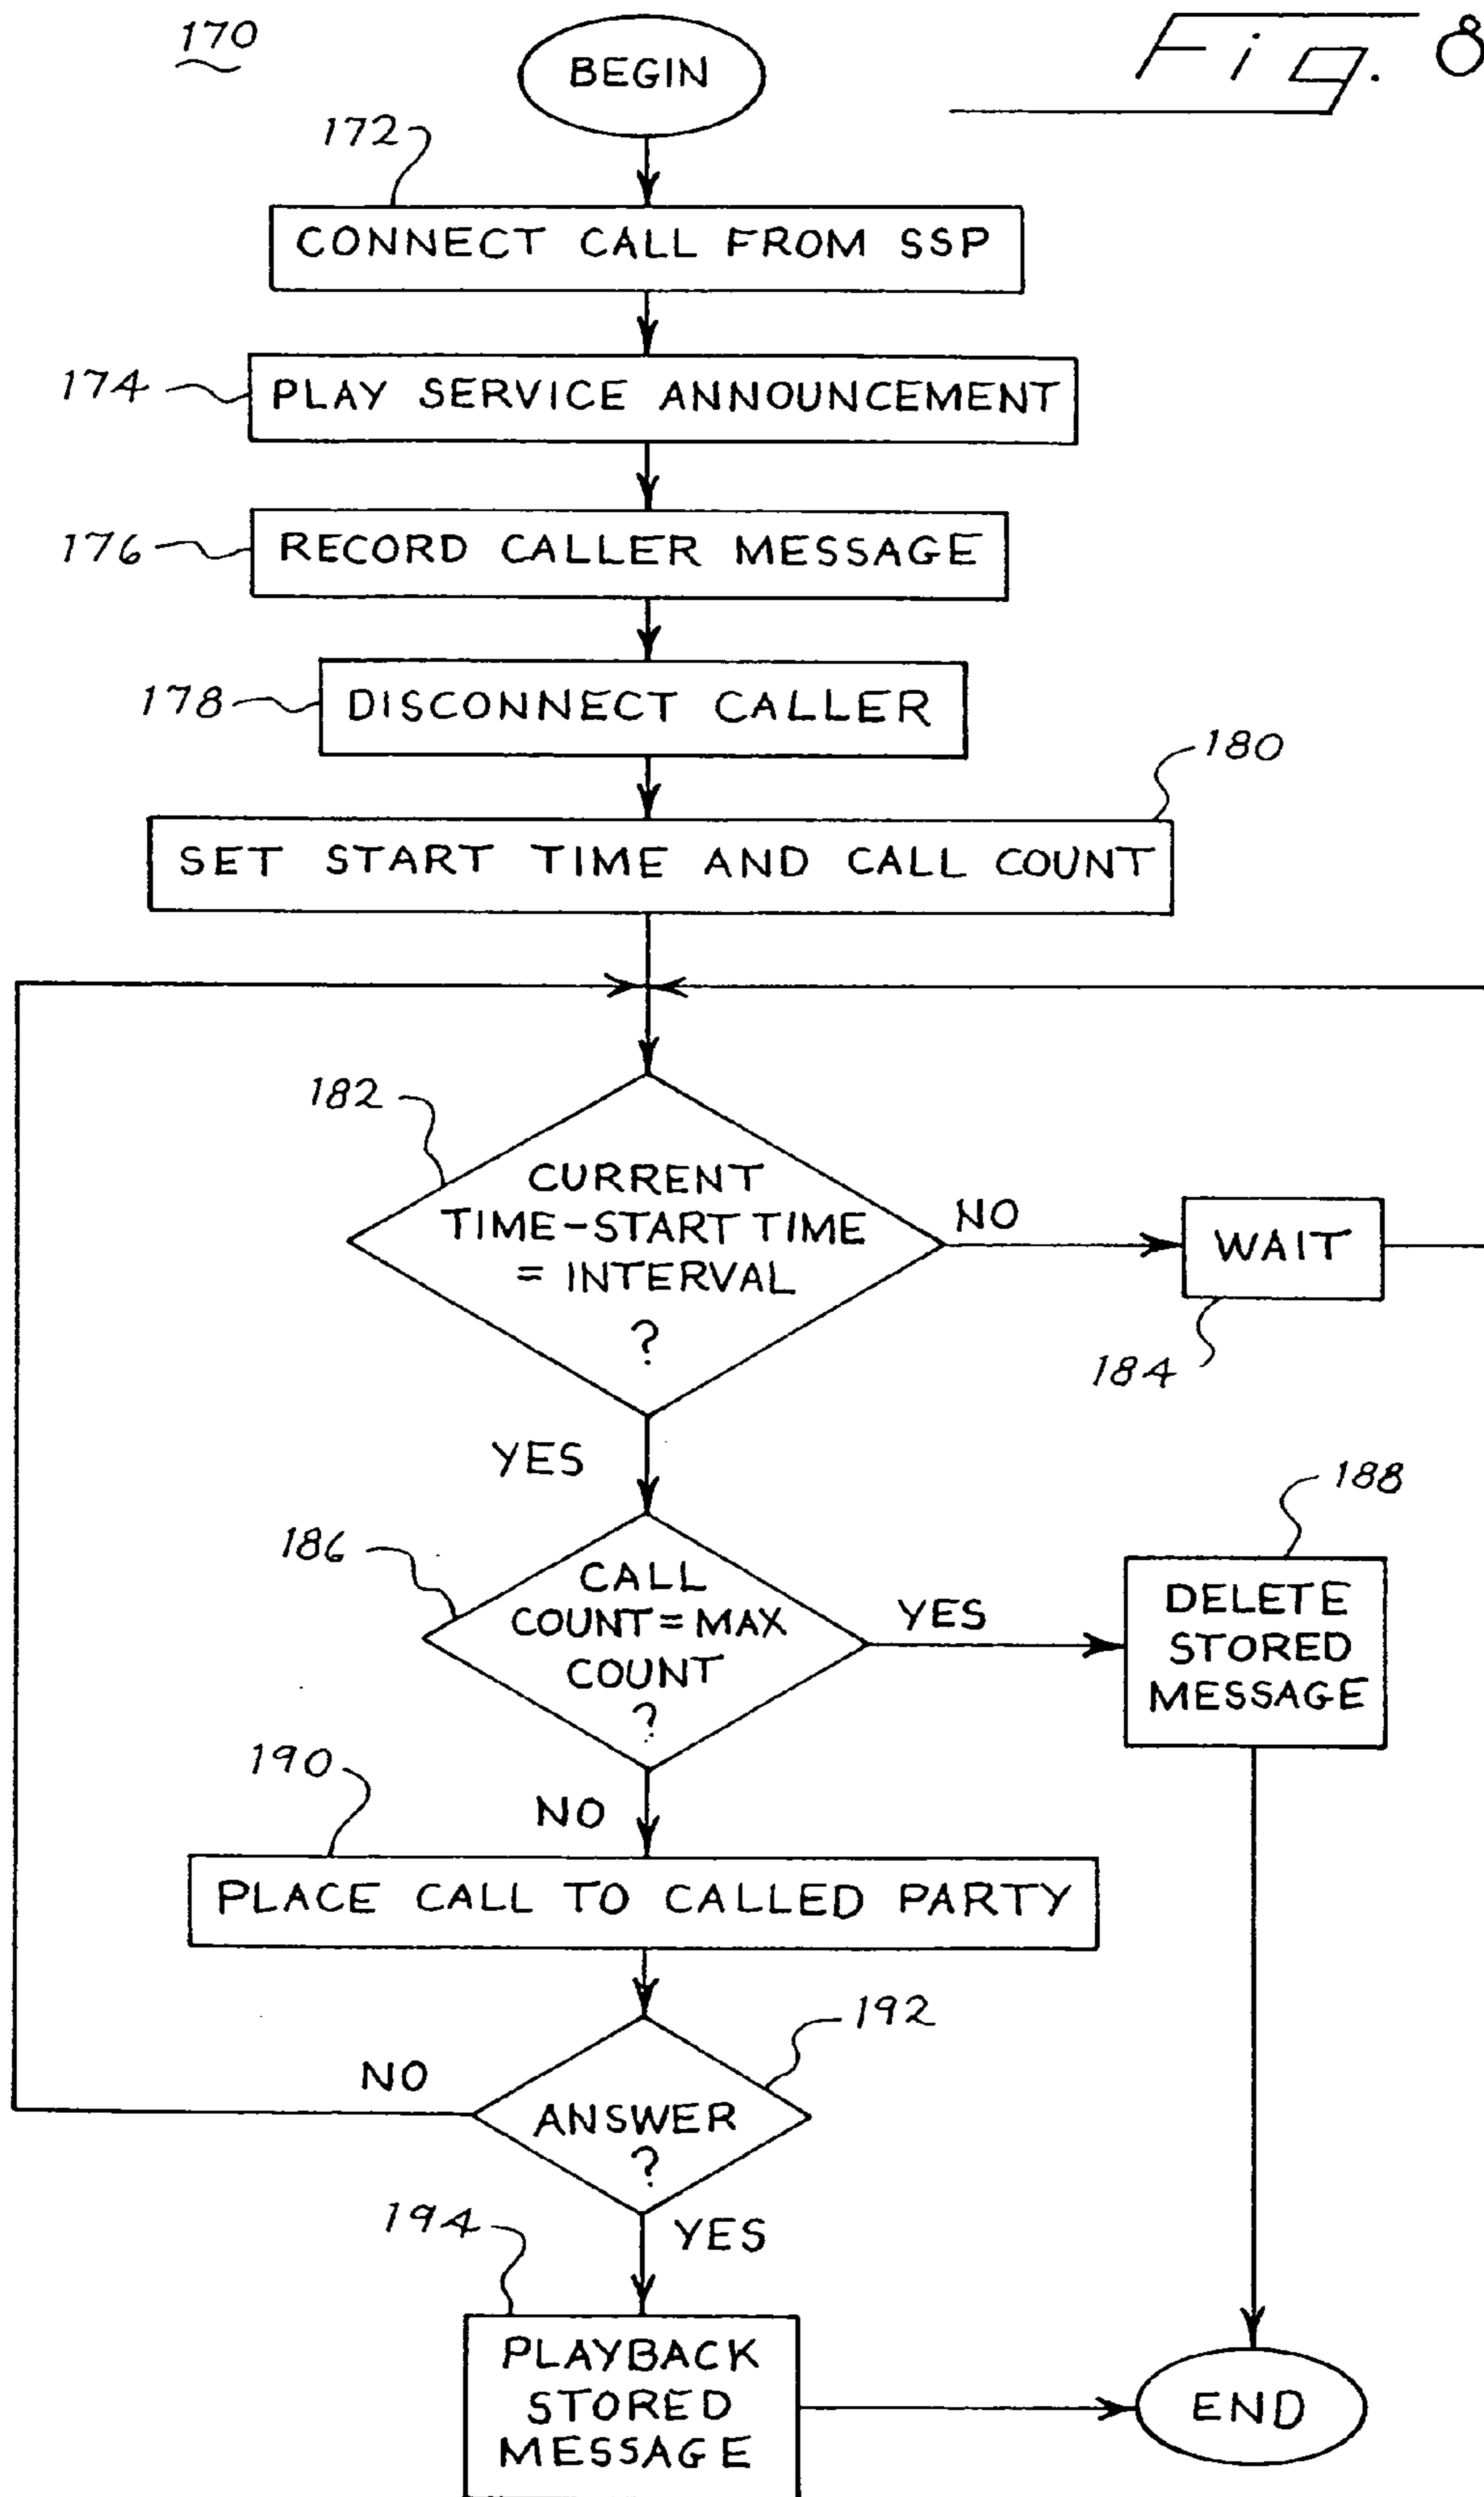 170
Fig. 8
BEGIN
172
CONNECT CALL FROM SSP
174
PLAY SERVICE ANNOUNCEMENT
176
RECORD CALLER MESSAGE
178
DISCONNECT CALLER
180
SET START TIME AND CALL COUNT
182
CURRENT
TIME-START TIME
= INTERVAL
?
NO
WAIT
184
YES
186
CALL
COUNT=MAX
COUNT
?
YES
188
DELETE
STORED
MESSAGE
190
NO
PLACE CALL TO CALLED PARTY
192
NO
ANSWER
?
194
YES
PLAYBACK
STORED
MESSAGE
END